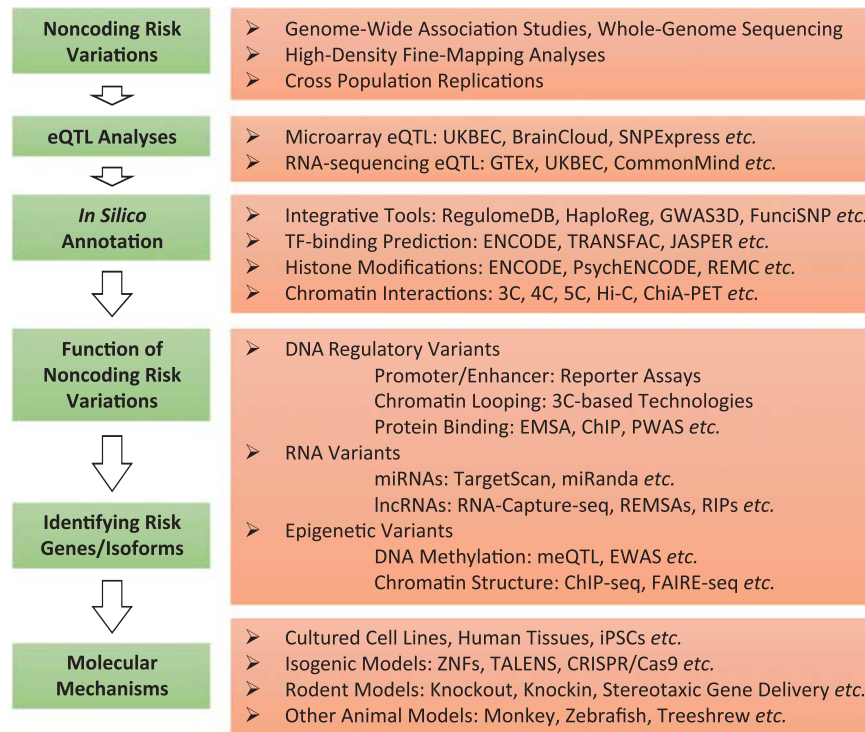 Noncoding Risk
Variations
➢ Genome-Wide Association Studies, Whole-Genome Sequencing
➢ High-Density Fine-Mapping Analyses
➢ Cross Population Replications
eQTL Analyses
➢ Microarray eQTL: UKBEC, BrainCloud, SNPExpress etc.
➢ RNA-sequencing eQTL: GTEx, UKBEC, CommonMind etc.
In Silico
Annotation
➢ Integrative Tools: RegulomeDB, HaploReg, GWAS3D, FunciSNP etc.
➢ TF-binding Prediction: ENCODE, TRANSFAC, JASPER etc.
➢ Histone Modifications: ENCODE, PsychENCODE, REMC etc.
➢ Chromatin Interactions: 3C, 4C, 5C, Hi-C, ChiA-PET etc.
Function of
Noncoding Risk
Variations
Identifying Risk
Genes/Isoforms
➢ DNA Regulatory Variants
Promoter/Enhancer: Reporter Assays
Chromatin Looping: 3C-based Technologies
Protein Binding: EMSA, ChIP, PWAS etc.
➢ RNA Variants
miRNAs: TargetScan, miRanda etc.
lncRNAs: RNA-Capture-seq, REMSAs, RIPs etc.
➢ Epigenetic Variants
DNA Methylation: meQTL, EWAS etc.
Chromatin Structure: ChIP-seq, FAIRE-seq etc.
Molecular
Mechanisms
➢ Cultured Cell Lines, Human Tissues, iPSCs etc.
➢ Isogenic Models: ZNFs, TALENS, CRISPR/Cas9 etc.
➢ Rodent Models: Knockout, Knockin, Stereotaxic Gene Delivery etc.
➢ Other Animal Models: Monkey, Zebrafish, Treeshrew etc.